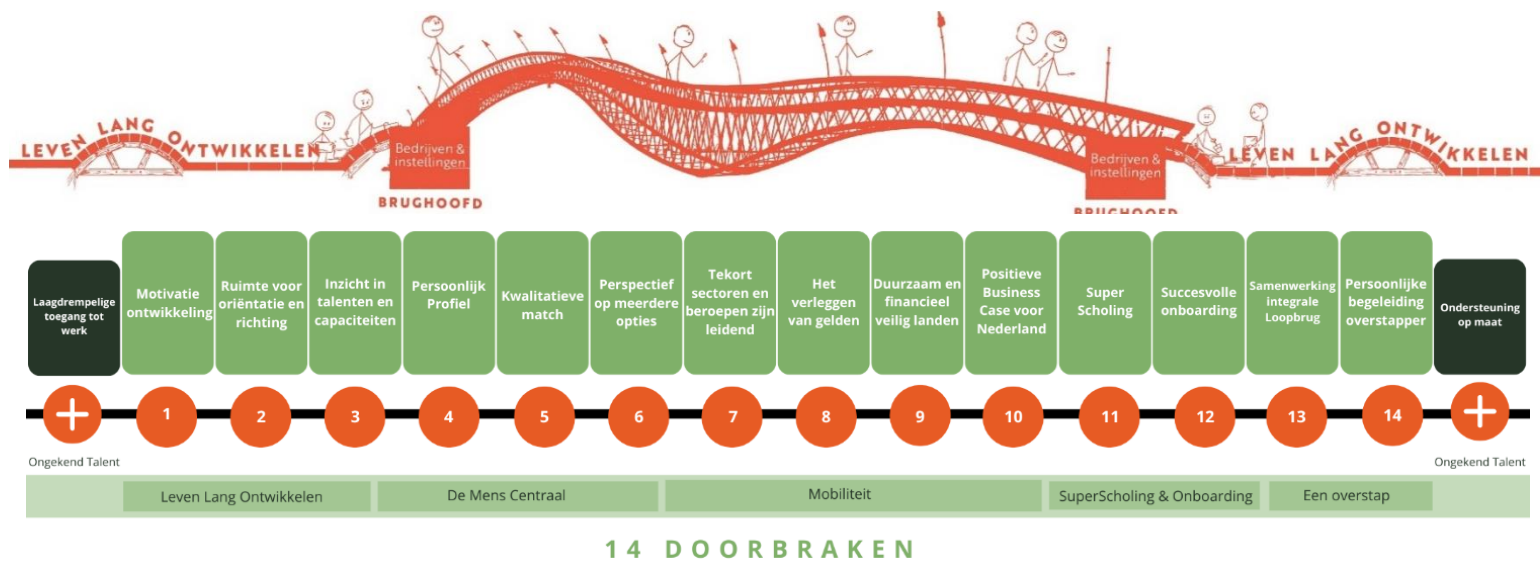 LEVEN LANG ONTWIKKELEN
Bedrijven &
instellingen
BRUGHOOFD
Bedrijven &
instellingen
BRUGHOOFD
LEVEN LANG ONTWIKKELEN
Laagdrempelige
toegang tot
werk
Motivatie
ontwikkeling
Ruimte voor
oriëntatie en
richting
Inzicht in
talenten en
capaciteiten
Persoonlijk
Profiel
Kwalitatieve
match
Perspectief
op meerdere
opties
Tekort
sectoren en
beroepen zijn
leidend
Het
verleggen
van gelden
Duurzaam en
financieel
veilig landen
Positieve
Business
Case voor
Nederland
Super
Scholing
Succesvolle
onboarding
Samenwerking
integrale
Loopbrug
Persoonlijke
begeleiding
overstapper
Ondersteuning
op maat
+
1
2
3
4
5
6
7
8
9
10
11
12
13
14
+
Ongekend Talent
Ongekend Talent
Leven Lang Ontwikkelen
De Mens Centraal
Mobiliteit
SuperScholing & Onboarding
Een overstap
14 DOORBRAKEN